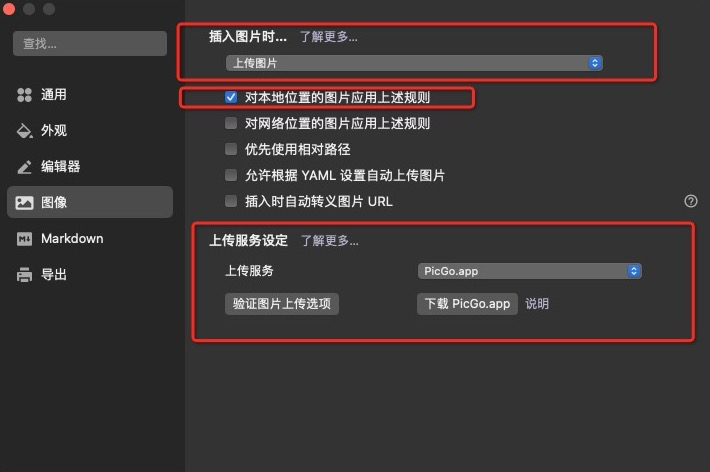 查找...
通用
外观
编辑器
图像
Markdown
导出
插入图片时... 了解更多...
上传图片
对本地位置的图片应用上述规则
对网络位置的图片应用上述规则
优先使用相对路径
允许根据 YAML 设置自动上传图片
插入时自动转义图片 URL
?
上传服务设定 了解更多...
上传服务 PicGo.app
验证图片上传选项 下载 PicGo.app 说明